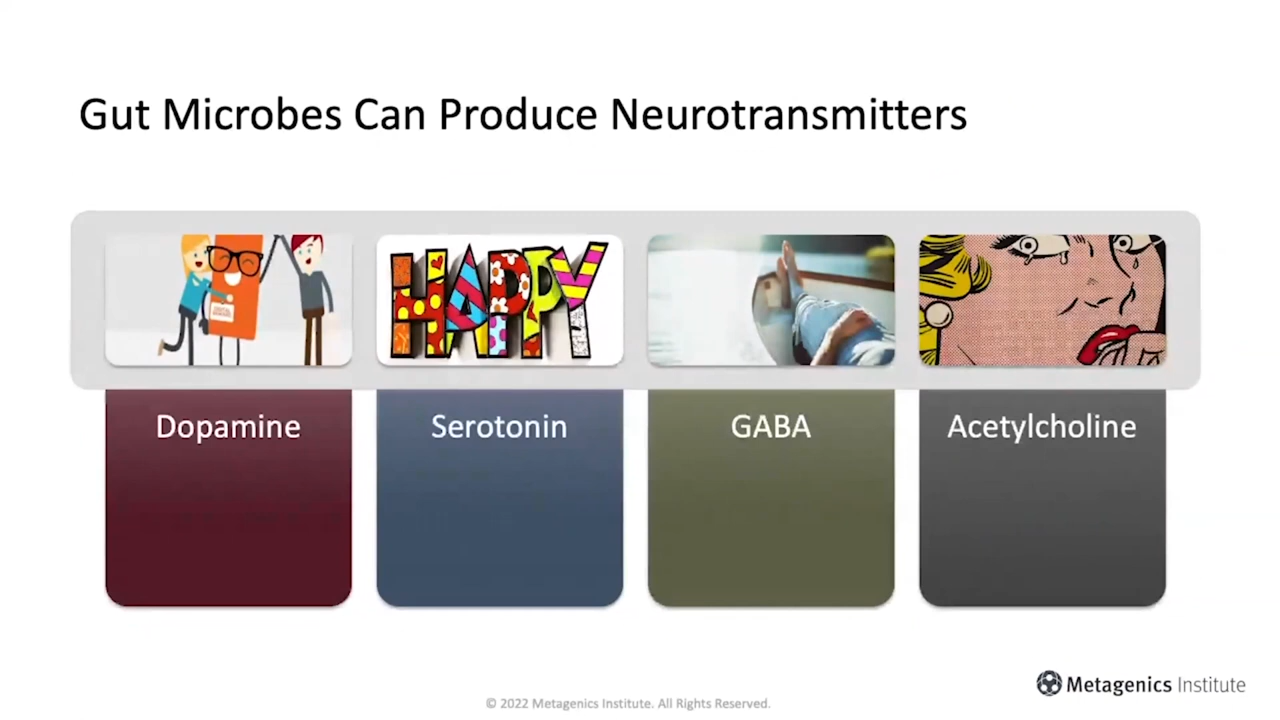 Gut Microbes Can Produce Neurotransmitters
HAPPY
Dopamine
Serotonin
GABA
Acetylcholine
© 2022 Metagenics Institute. All Rights Reserved.
Metagenics Institute